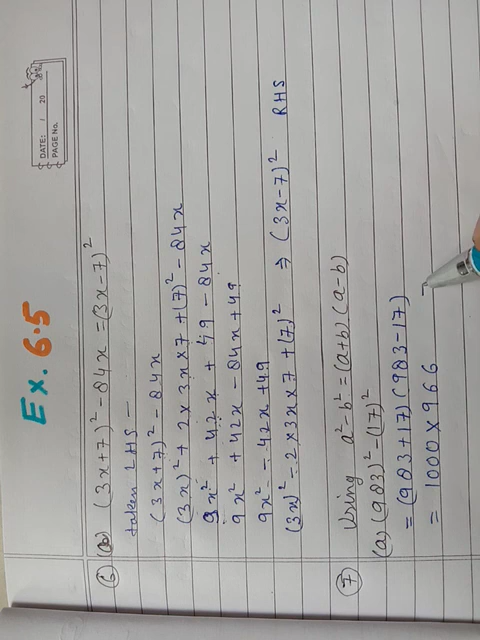 DATE: / 20
PAGE No.
Ex. 6.5
6 (a) (3x+7)² - 84x = (3x-7)²
taken LHS -
(3x+7)² - 84x
(3x)² + 2 x 3x x 7 + (7)² - 84x
9x² + 42x + 49 - 84x
9x² + 42x - 84x + 49
9x² - 42x + 49
(3x)² - 2 x 3x x 7 + (7)² ⇒ (3x-7)² RHS
7 Using a² - b² = (a+b) (a-b)
(a) (983)² - (17)²
= (983+17) (983-17)
= 1000 x 966